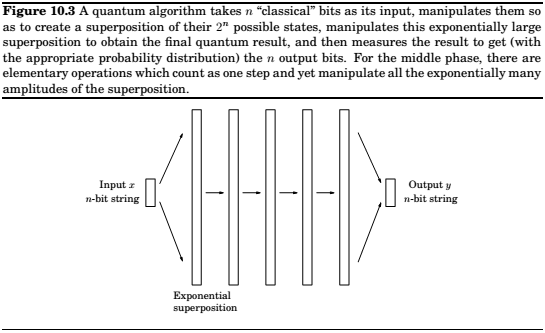 Figure 10.3 A quantum algorithm takes n “classical” bits as its input, manipulates them so
as to create a superposition of their 2ⁿ possible states, manipulates this exponentially large
superposition to obtain the final quantum result, and then measures the result to get (with
the appropriate probability distribution) the n output bits. For the middle phase, there are
elementary operations which count as one step and yet manipulate all the exponentially many
amplitudes of the superposition.
Input x
n-bit string
Output y
n-bit string
Exponential
superposition